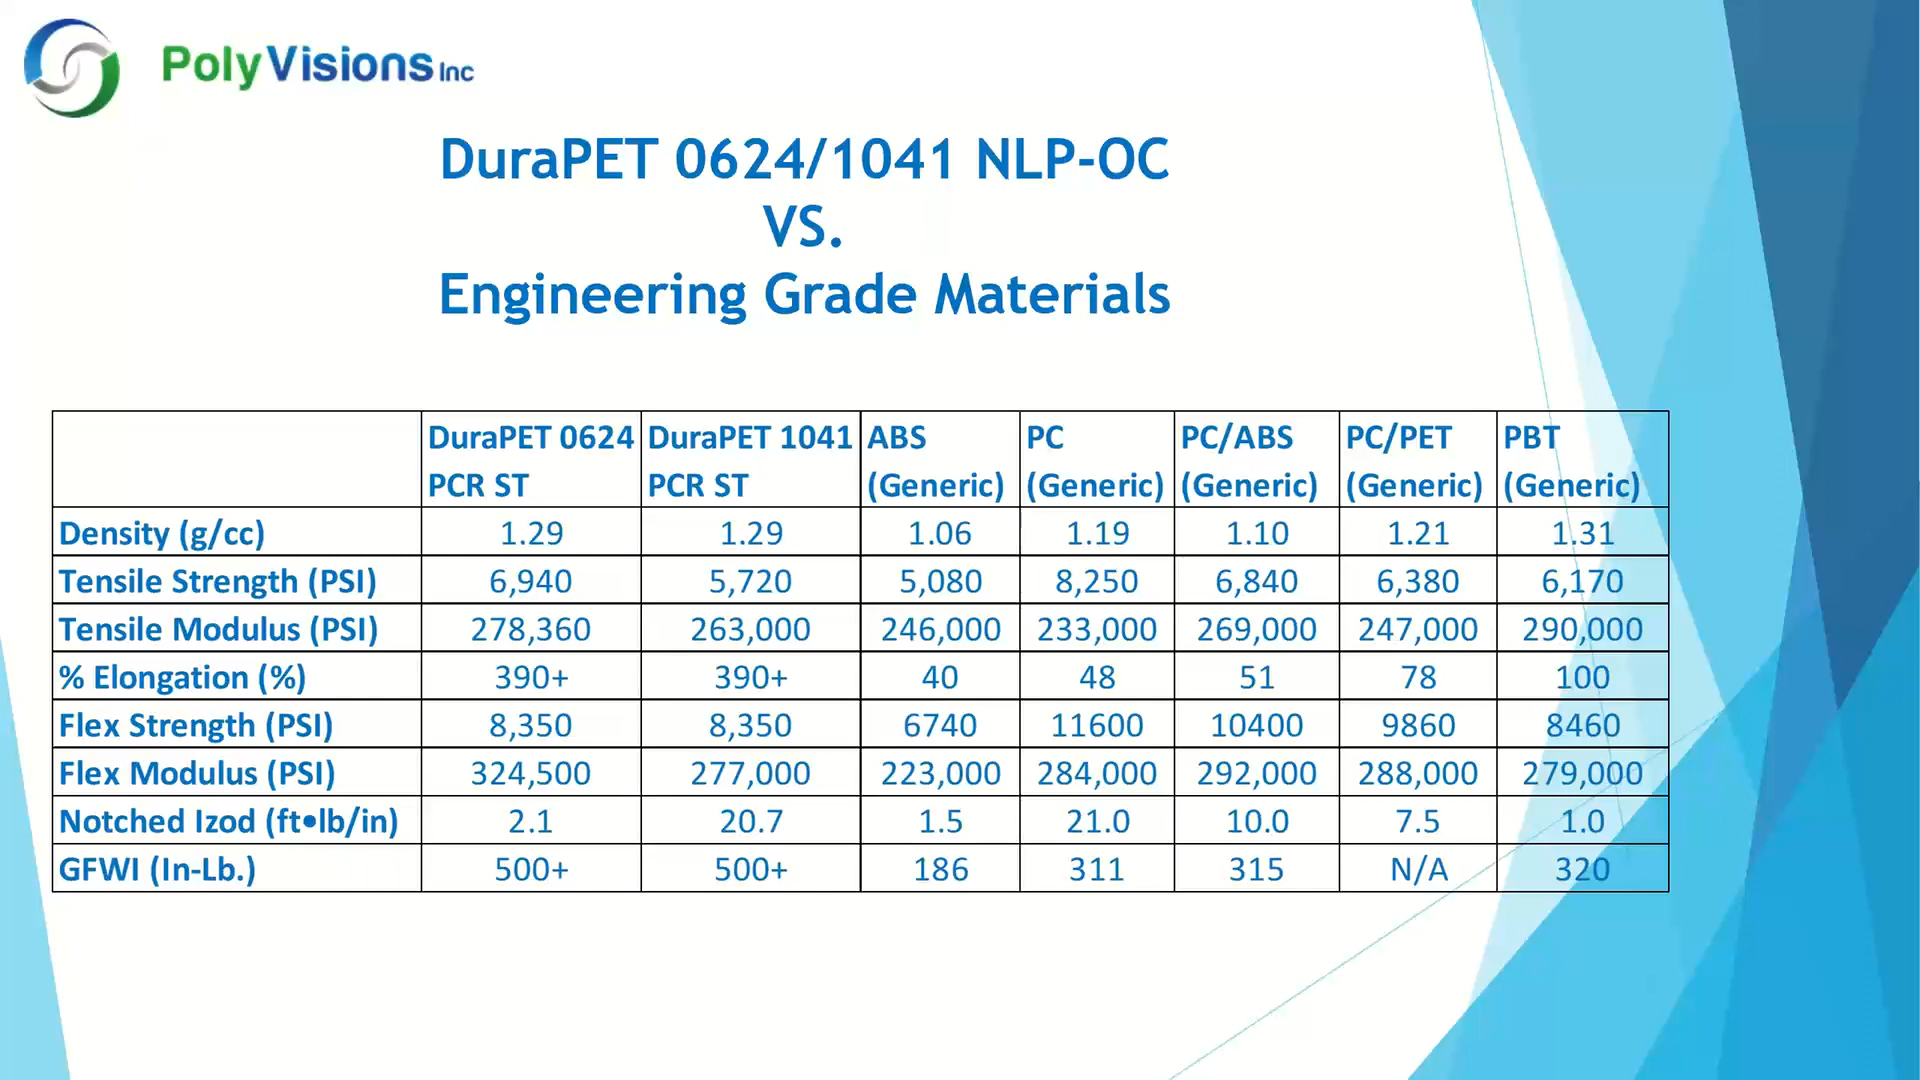 PolyVisions Inc
DuraPET 0624/1041 NLP-OC
VS.
Engineering Grade Materials
DuraPET 0624 PCR ST DuraPET 1041 PCR ST ABS (Generic) PC (Generic) PC/ABS (Generic) PC/PET (Generic) PBT (Generic)
Density (g/cc) 1.29 1.29 1.06 1.19 1.10 1.21 1.31
Tensile Strength (PSI) 6,940 5,720 5,080 8,250 6,840 6,380 6,170
Tensile Modulus (PSI) 278,360 263,000 246,000 233,000 269,000 247,000 290,000
% Elongation (%) 390+ 390+ 40 48 51 78 100
Flex Strength (PSI) 8,350 8,350 6740 11600 10400 9860 8460
Flex Modulus (PSI) 324,500 277,000 223,000 284,000 292,000 288,000 279,000
Notched Izod (ft•lb/in) 2.1 20.7 1.5 21.0 10.0 7.5 1.0
GFWI (In-Lb.) 500+ 500+ 186 311 315 N/A 320